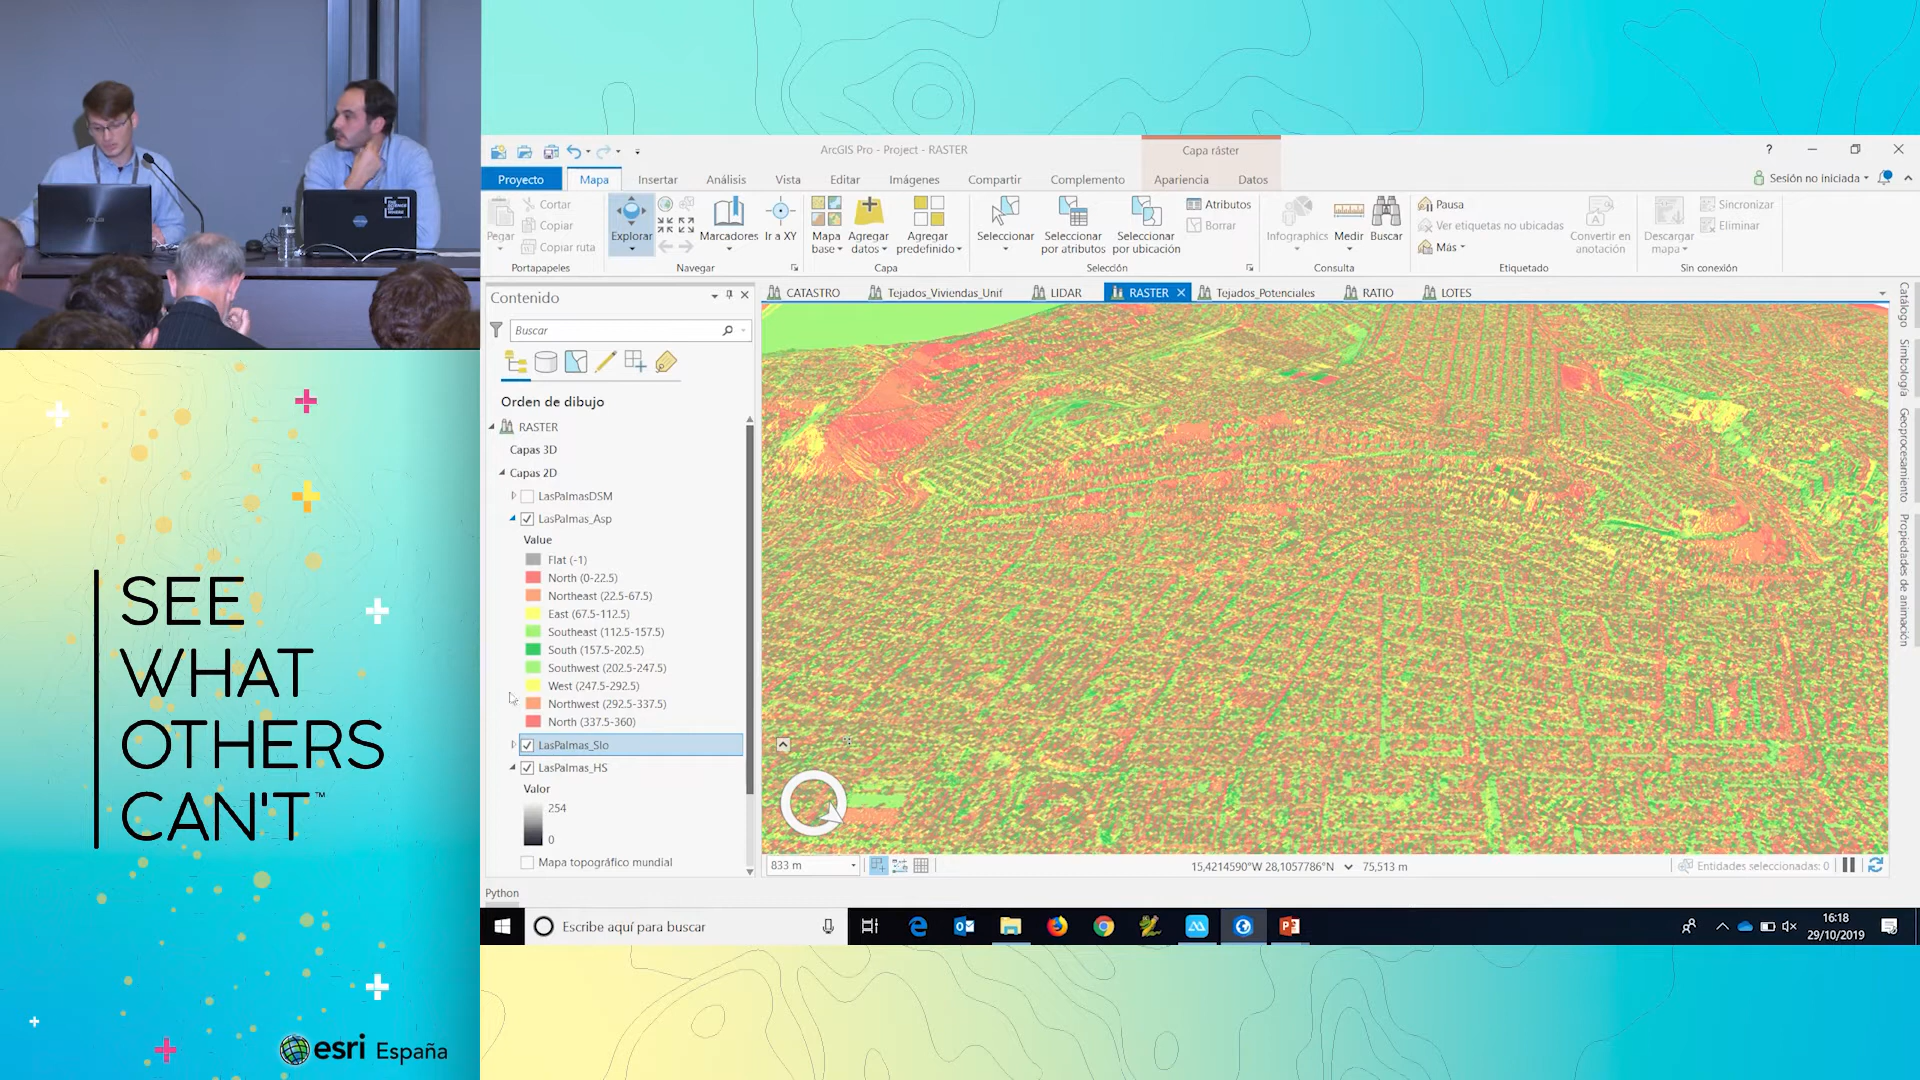 ArcGIS Pro - Project - RASTER
Capa ráster
?
Proyecto
Mapa
Insertar
Análisis
Vista
Editar
Imágenes
Compartir
Complemento
Apariencia
Datos
Sesión no iniciada
Pegar
Cortar
Copiar
Copiar ruta
Portapapeles
Explorar
Marcadores
Ir a XY
Navegar
Mapa base
Agregar datos
Agregar predefinido
Capa
Seleccionar
Seleccionar por atributos
Seleccionar por ubicación
Atributos
Borrar
Selección
Infographics
Medir
Buscar
Consulta
Pausa
Ver etiquetas no ubicadas
Más
Convertir en anotación
Etiquetado
Descargar mapa
Sincronizar
Eliminar
Sin conexión
Contenido
Buscar
Orden de dibujo
RASTER
Capas 3D
Capas 2D
LasPalmasDSM
LasPalmas_Asp
Value
Flat (-1)
North (0-22.5)
Northeast (22.5-67.5)
East (67.5-112.5)
Southeast (112.5-157.5)
South (157.5-202.5)
Southwest (202.5-247.5)
West (247.5-292.5)
Northwest (292.5-337.5)
North (337.5-360)
LasPalmas_Slo
LasPalmas_HS
Valor
254
0
Mapa topográfico mundial
Python
CATASTRO
Tejados_Viviendas_Unif
LIDAR
RASTER
Tejados_Potenciales
RATIO
LOTES
Catálogo
Simbología
Geoprocesamiento
Propiedades de animación
833 m
15,4214590°W 28,1057786°N
75,513 m
Entidades seleccionadas: 0
Escribe aquí para buscar
16:18
29/10/2019
SEE
WHAT
OTHERS
CAN'T™
esri España
ASUS
THE
SCIENCE
OF
WHERE